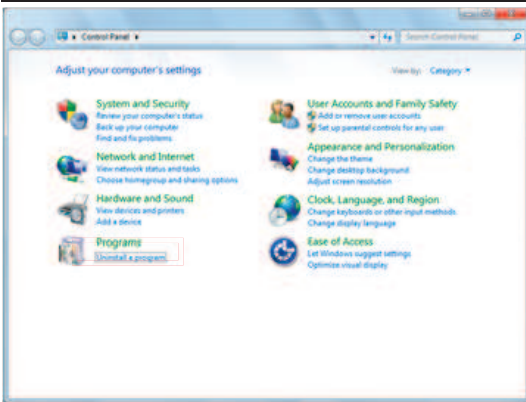 Control Panel
Search Control Panel
Adjust your computer's settings
View by: Category
System and Security
Review your computer's status
Back up your computer
Find and fix problems
Network and Internet
View network status and tasks
Choose homegroup and sharing options
Hardware and Sound
View devices and printers
Add a device
Programs
Uninstall a program
User Accounts and Family Safety
Add or remove user accounts
Set up parental controls for any user
Appearance and Personalization
Change the theme
Change desktop background
Adjust screen resolution
Clock, Language, and Region
Change keyboards or other input methods
Change display language
Ease of Access
Let Windows suggest settings
Optimize visual display